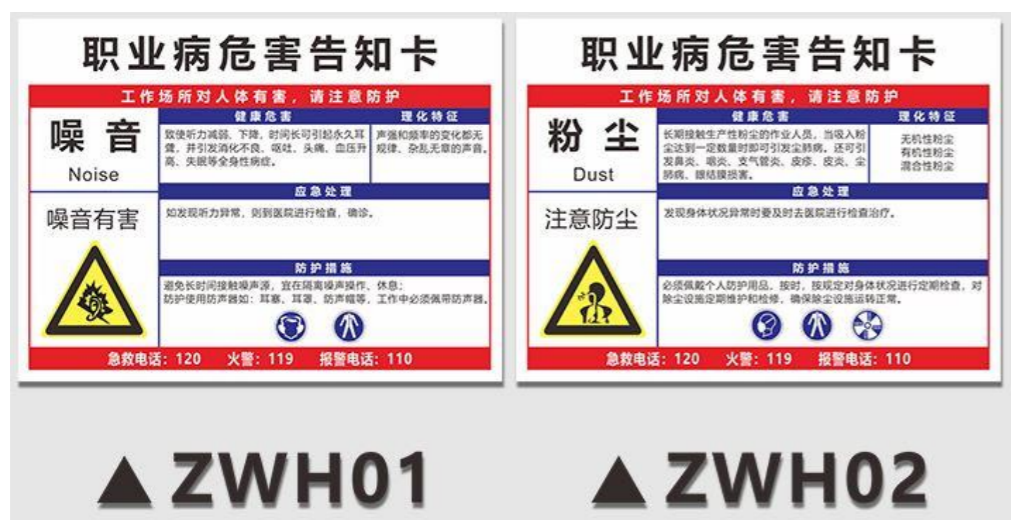 职业病危害告知卡
工作场所对人体有害，请注意防护
噪 音
Noise
噪音有害
健康危害
致使听力减弱、下降，时间长可引起永久耳
聋，并引发消化不良、呕吐、头痛、血压升
高、失眠等全身性病症。
理化特征
声强和频率的变化都无
规律、杂乱无章的声音。
应急处理
如发现听力异常，则到医院进行检查，确诊。
防护措施
避免长时间接触噪声源，宜在隔离噪声操作、休息；
防护使用防声器如：耳塞、耳罩、防声帽等，工作中必须佩带防声器。
急救电话：120 火警：119 报警电话：110
▲ZWH01
职业病危害告知卡
工作场所对人体有害，请注意防护
粉 尘
Dust
注意防尘
健康危害
长期接触生产性粉尘的作业人员，当吸入粉
尘达到一定数量时即可引发尘肺病，还可引
发鼻炎、咽炎、支气管炎、皮疹、皮炎、尘
肺病、眼结膜损害。
理化特征
无机性粉尘
有机性粉尘
混合性粉尘
应急处理
发现身体状况异常时要及时去医院进行检查治疗。
防护措施
必须佩戴个人防护用品，按时，按规定对身体状况进行定期检查，对
除尘设施定期维护和检修，确保除尘设施运转正常。
急救电话：120 火警：119 报警电话：110
▲ZWH02